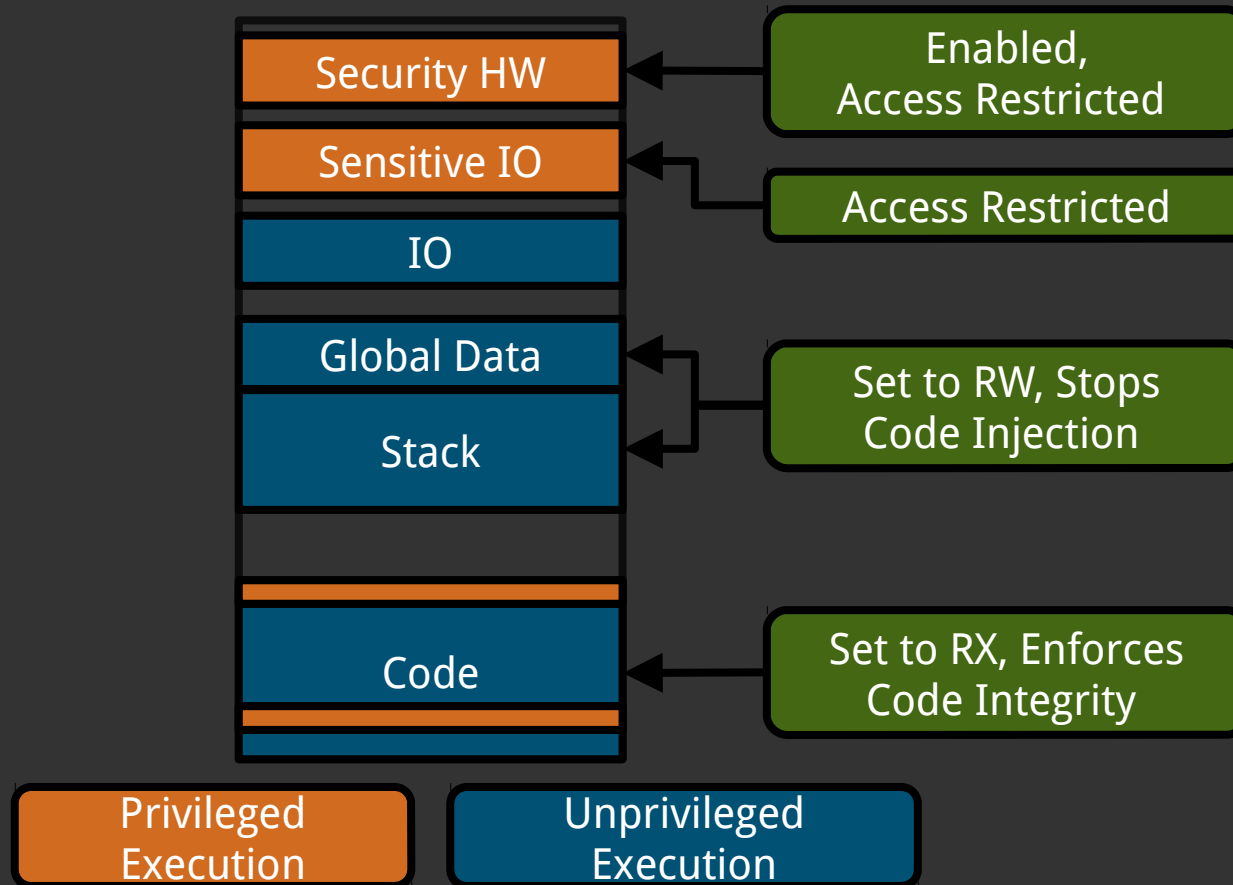 Security HW
Enabled,
Access Restricted
Sensitive IO
Access Restricted
IO
Global Data
Set to RW, Stops
Code Injection
Stack
Code
Set to RX, Enforces
Code Integrity
Privileged
Execution
Unprivileged
Execution